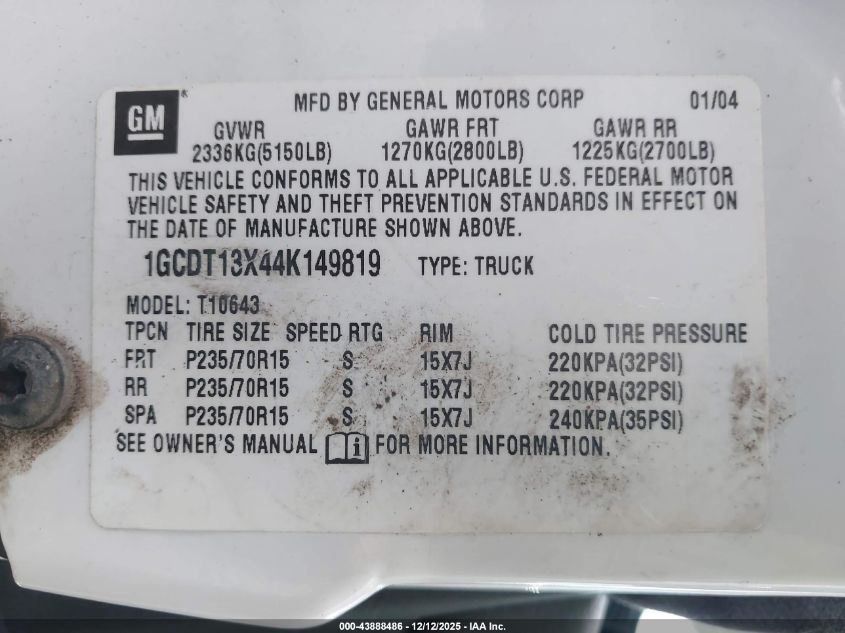 GM ®
MFD BY GENERAL MOTORS CORP 01/04
GVWR GAWR FRT GAWR RR
2336KG(5150LB) 1270KG(2800LB) 1225KG(2700LB)
THIS VEHICLE CONFORMS TO ALL APPLICABLE U.S. FEDERAL MOTOR
VEHICLE SAFETY AND THEFT PREVENTION STANDARDS IN EFFECT ON
THE DATE OF MANUFACTURE SHOWN ABOVE.
1GCDT13X44K149819 TYPE: TRUCK
MODEL: T10643
TPCN TIRE SIZE SPEED RTG RIM COLD TIRE PRESSURE
FRT P235/70R15 S 15X7J 220KPA(32PSI)
RR P235/70R15 S 15X7J 220KPA(32PSI)
SPA P235/70R15 S 15X7J 240KPA(35PSI)
SEE OWNER'S MANUAL i FOR MORE INFORMATION.
000-43888486 - 12/12/2025 - IAA Inc.